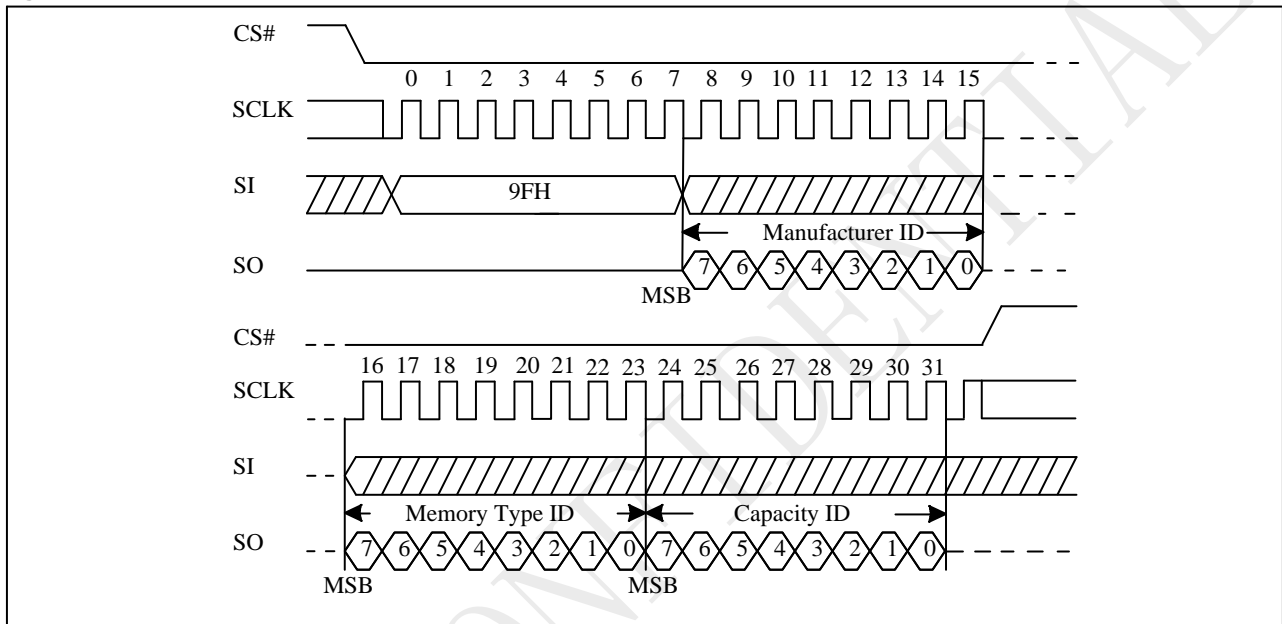 CS#
0 1 2 3 4 5 6 7 8 9 10 11 12 13 14 15
SCLK
SI
9FH
Manufacturer ID
SO
7 6 5 4 3 2 1 0
MSB
CS#
16 17 18 19 20 21 22 23 24 25 26 27 28 29 30 31
SCLK
SI
Memory Type ID Capacity ID
SO
7 6 5 4 3 2 1 0 7 6 5 4 3 2 1 0
MSB MSB
ONFIDENTIAL